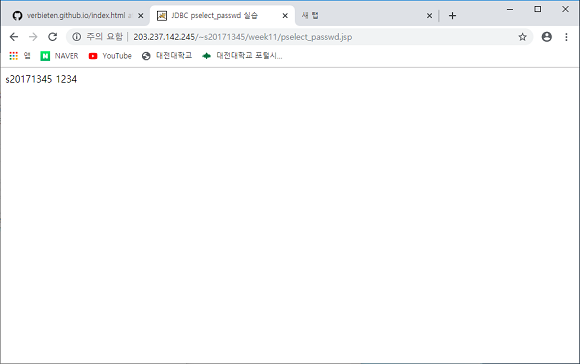 verbieten.github.io/index.html a
JDBC pselect_passwd 실습
새 탭
주의 요함 | 203.237.142.245/~s20171345/week11/pselect_passwd.jsp
앱 NAVER YouTube 대전대학교 대전대학교 포털시...
s20171345 1234